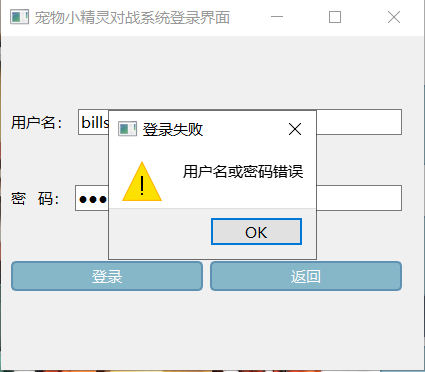 宠物小精灵对战系统登录界面
登录失败
用户名：
bills
用户名或密码错误
密 码：
OK
登录
返回